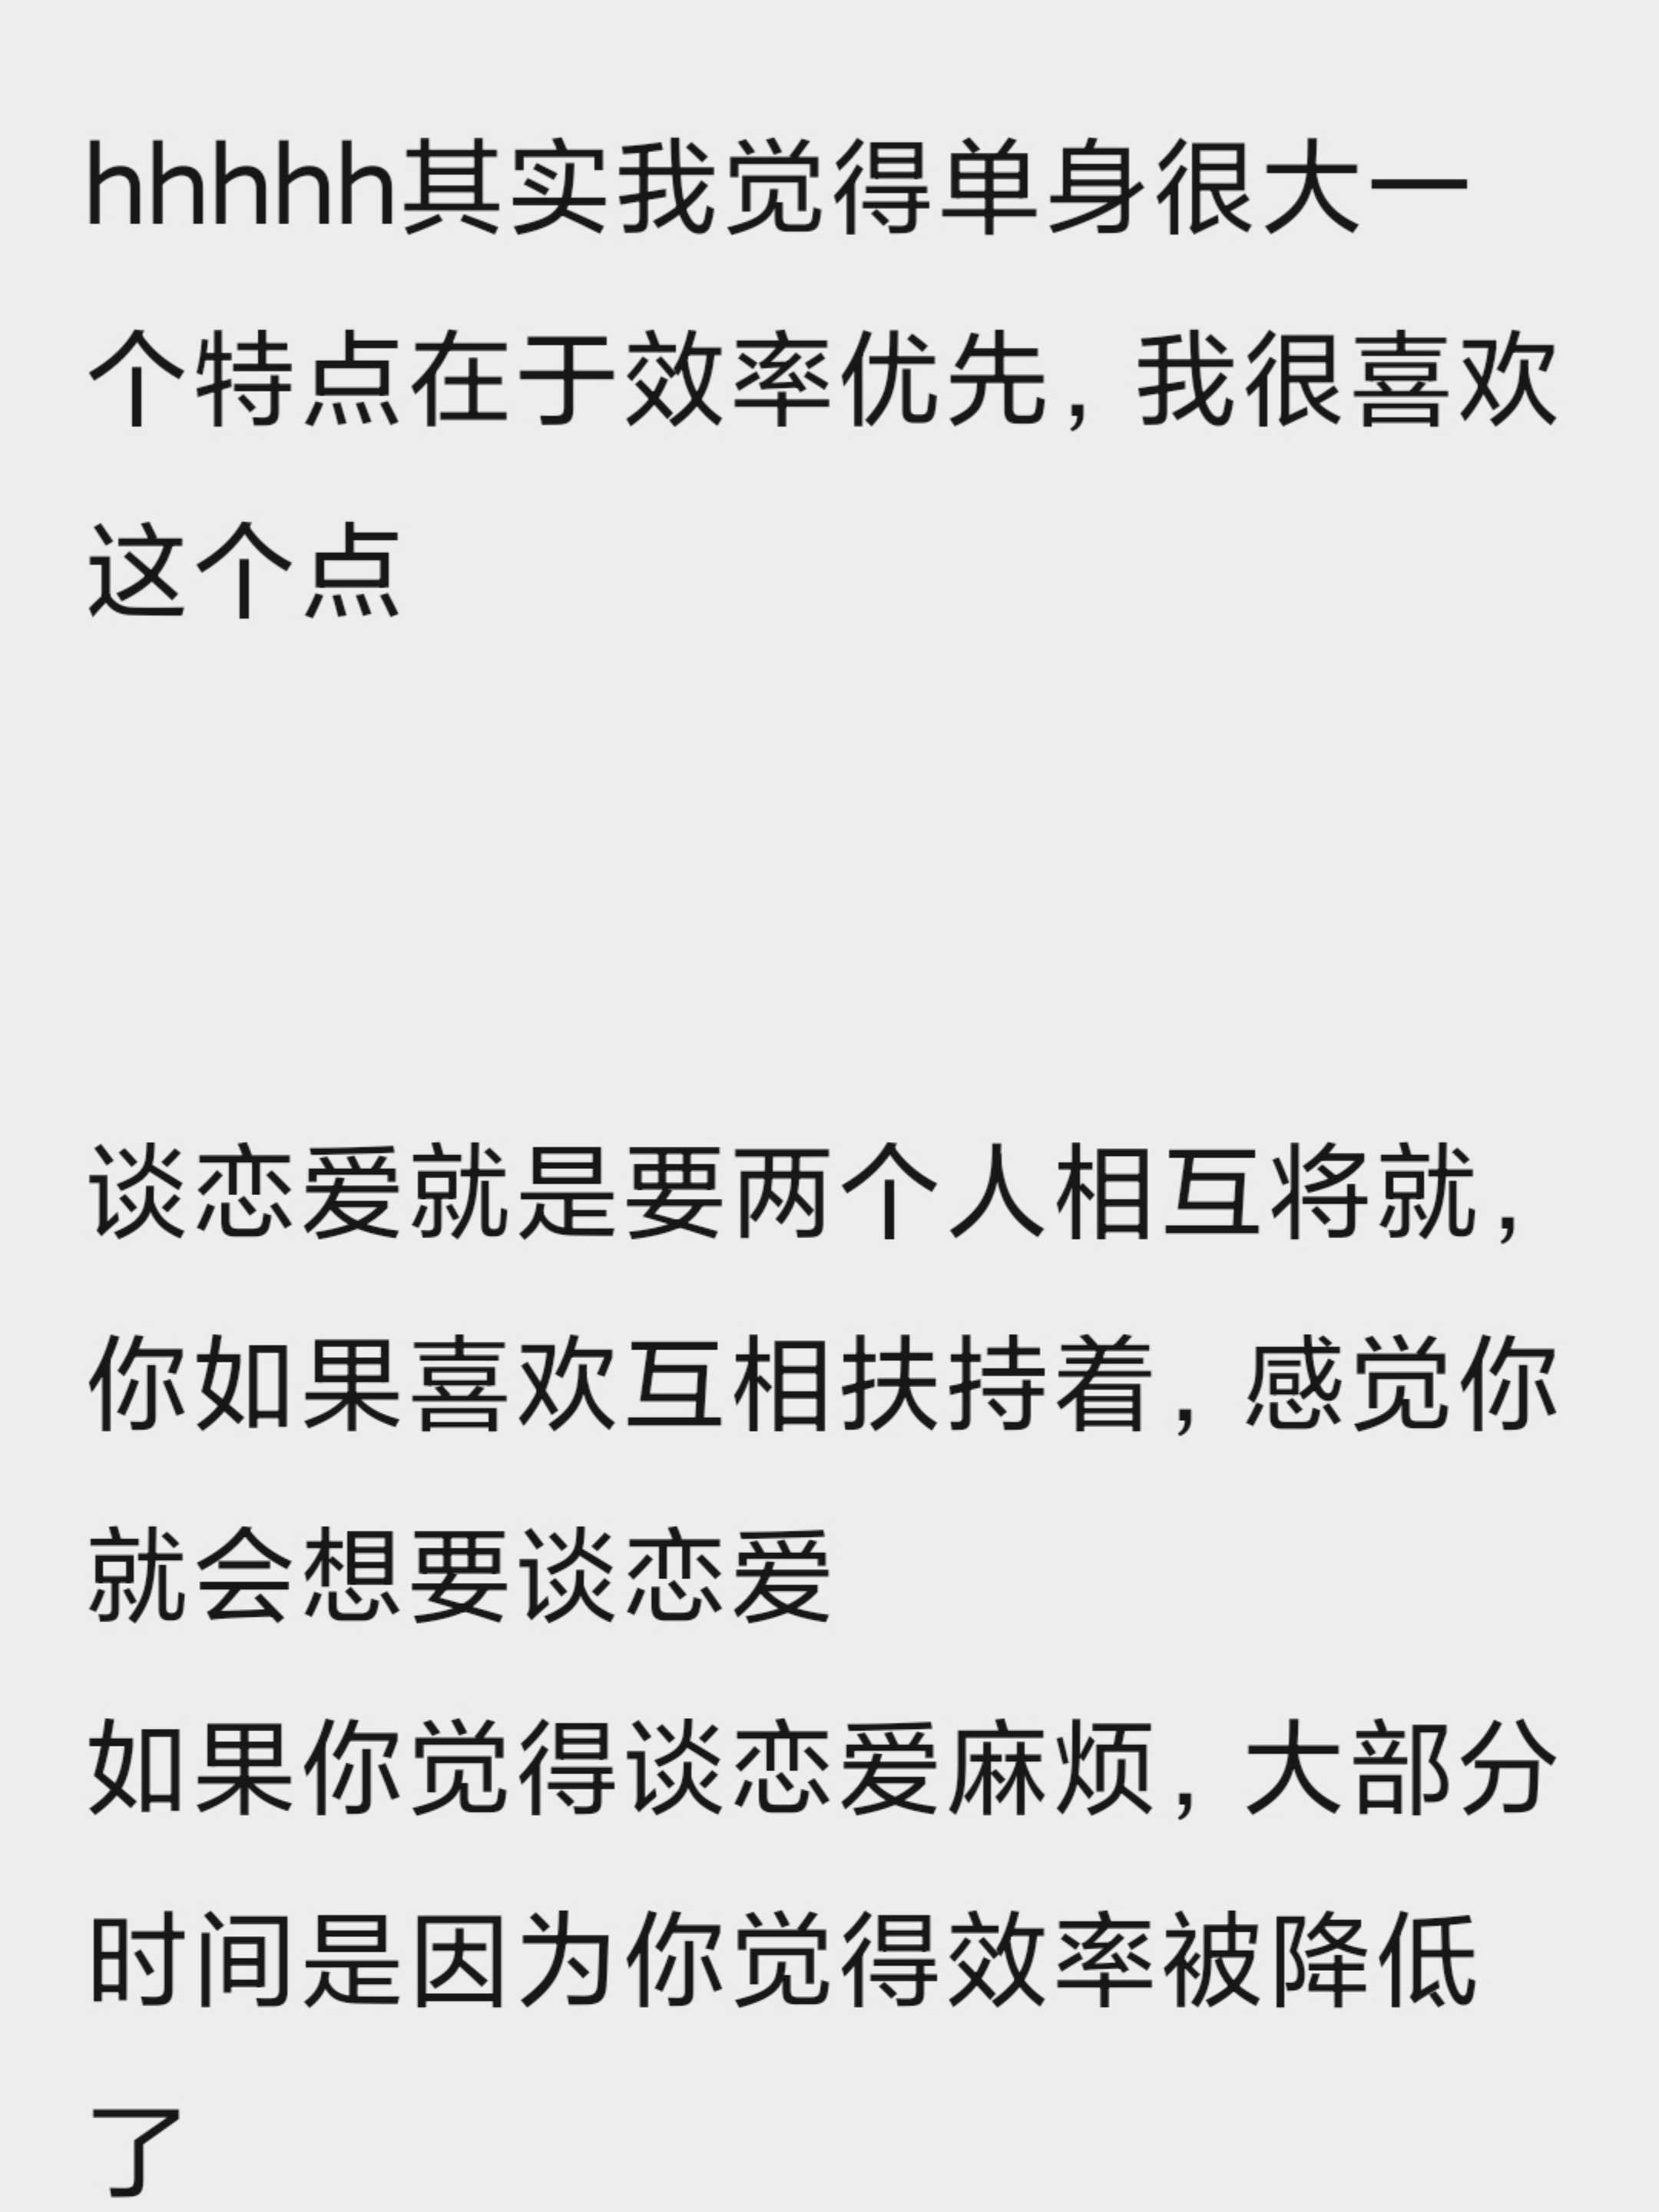 hhhhh其实我觉得单身很大一
个特点在于效率优先，我很喜欢
这个点
谈恋爱就是要两个人相互将就，
你如果喜欢互相扶持着，感觉你
就会想要谈恋爱
如果你觉得谈恋爱麻烦，大部分
时间是因为你觉得效率被降低
了